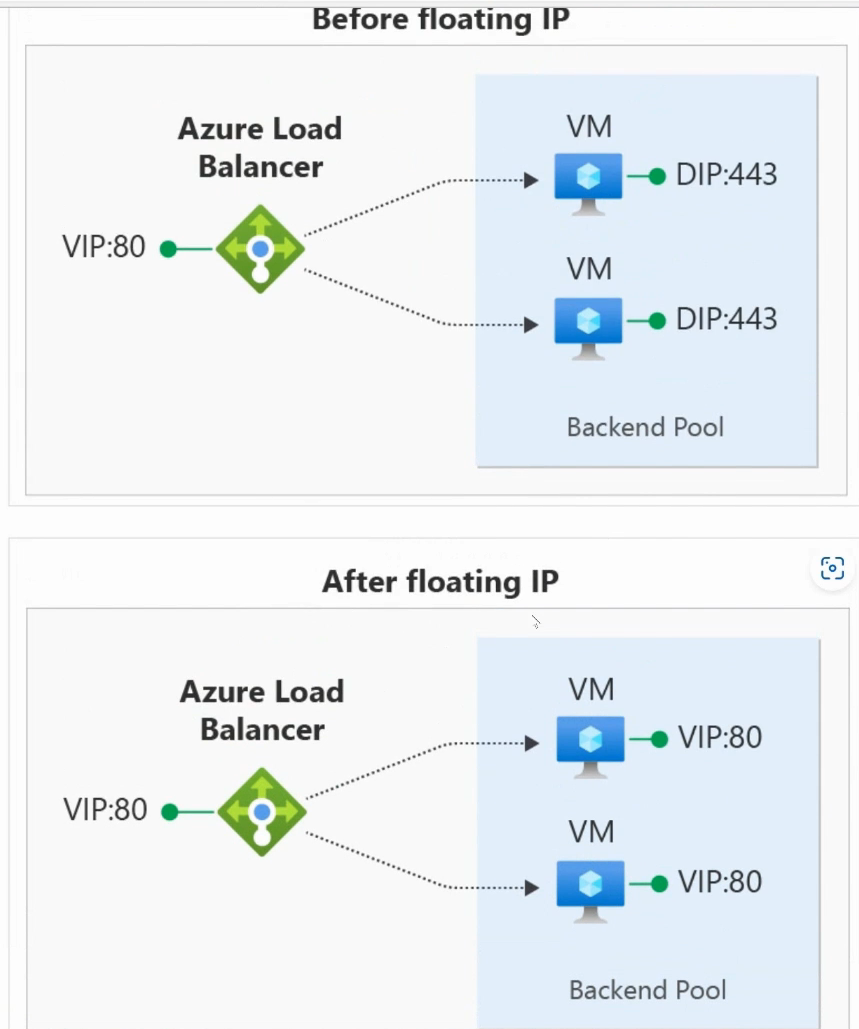 Before floating IP
Azure Load
Balancer
VIP:80
VM
DIP:443
VM
DIP:443
Backend Pool
After floating IP
Azure Load
Balancer
VIP:80
VM
VIP:80
VM
VIP:80
Backend Pool